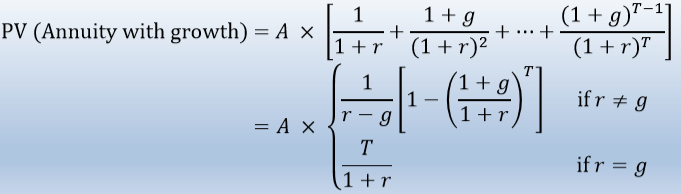 PV (Annuity with growth) = A × [ 1/(1 + r) + (1 + g)/(1 + r)² + + ⋯ + (1 + g)ᵀ⁻¹/(1 + r)ᵀ ]
= A × { 1/(r − g) [ 1 − ( (1 + g)/(1 + r) )ᵀ ] if r ≠ g
T/(1 + r) if r = g